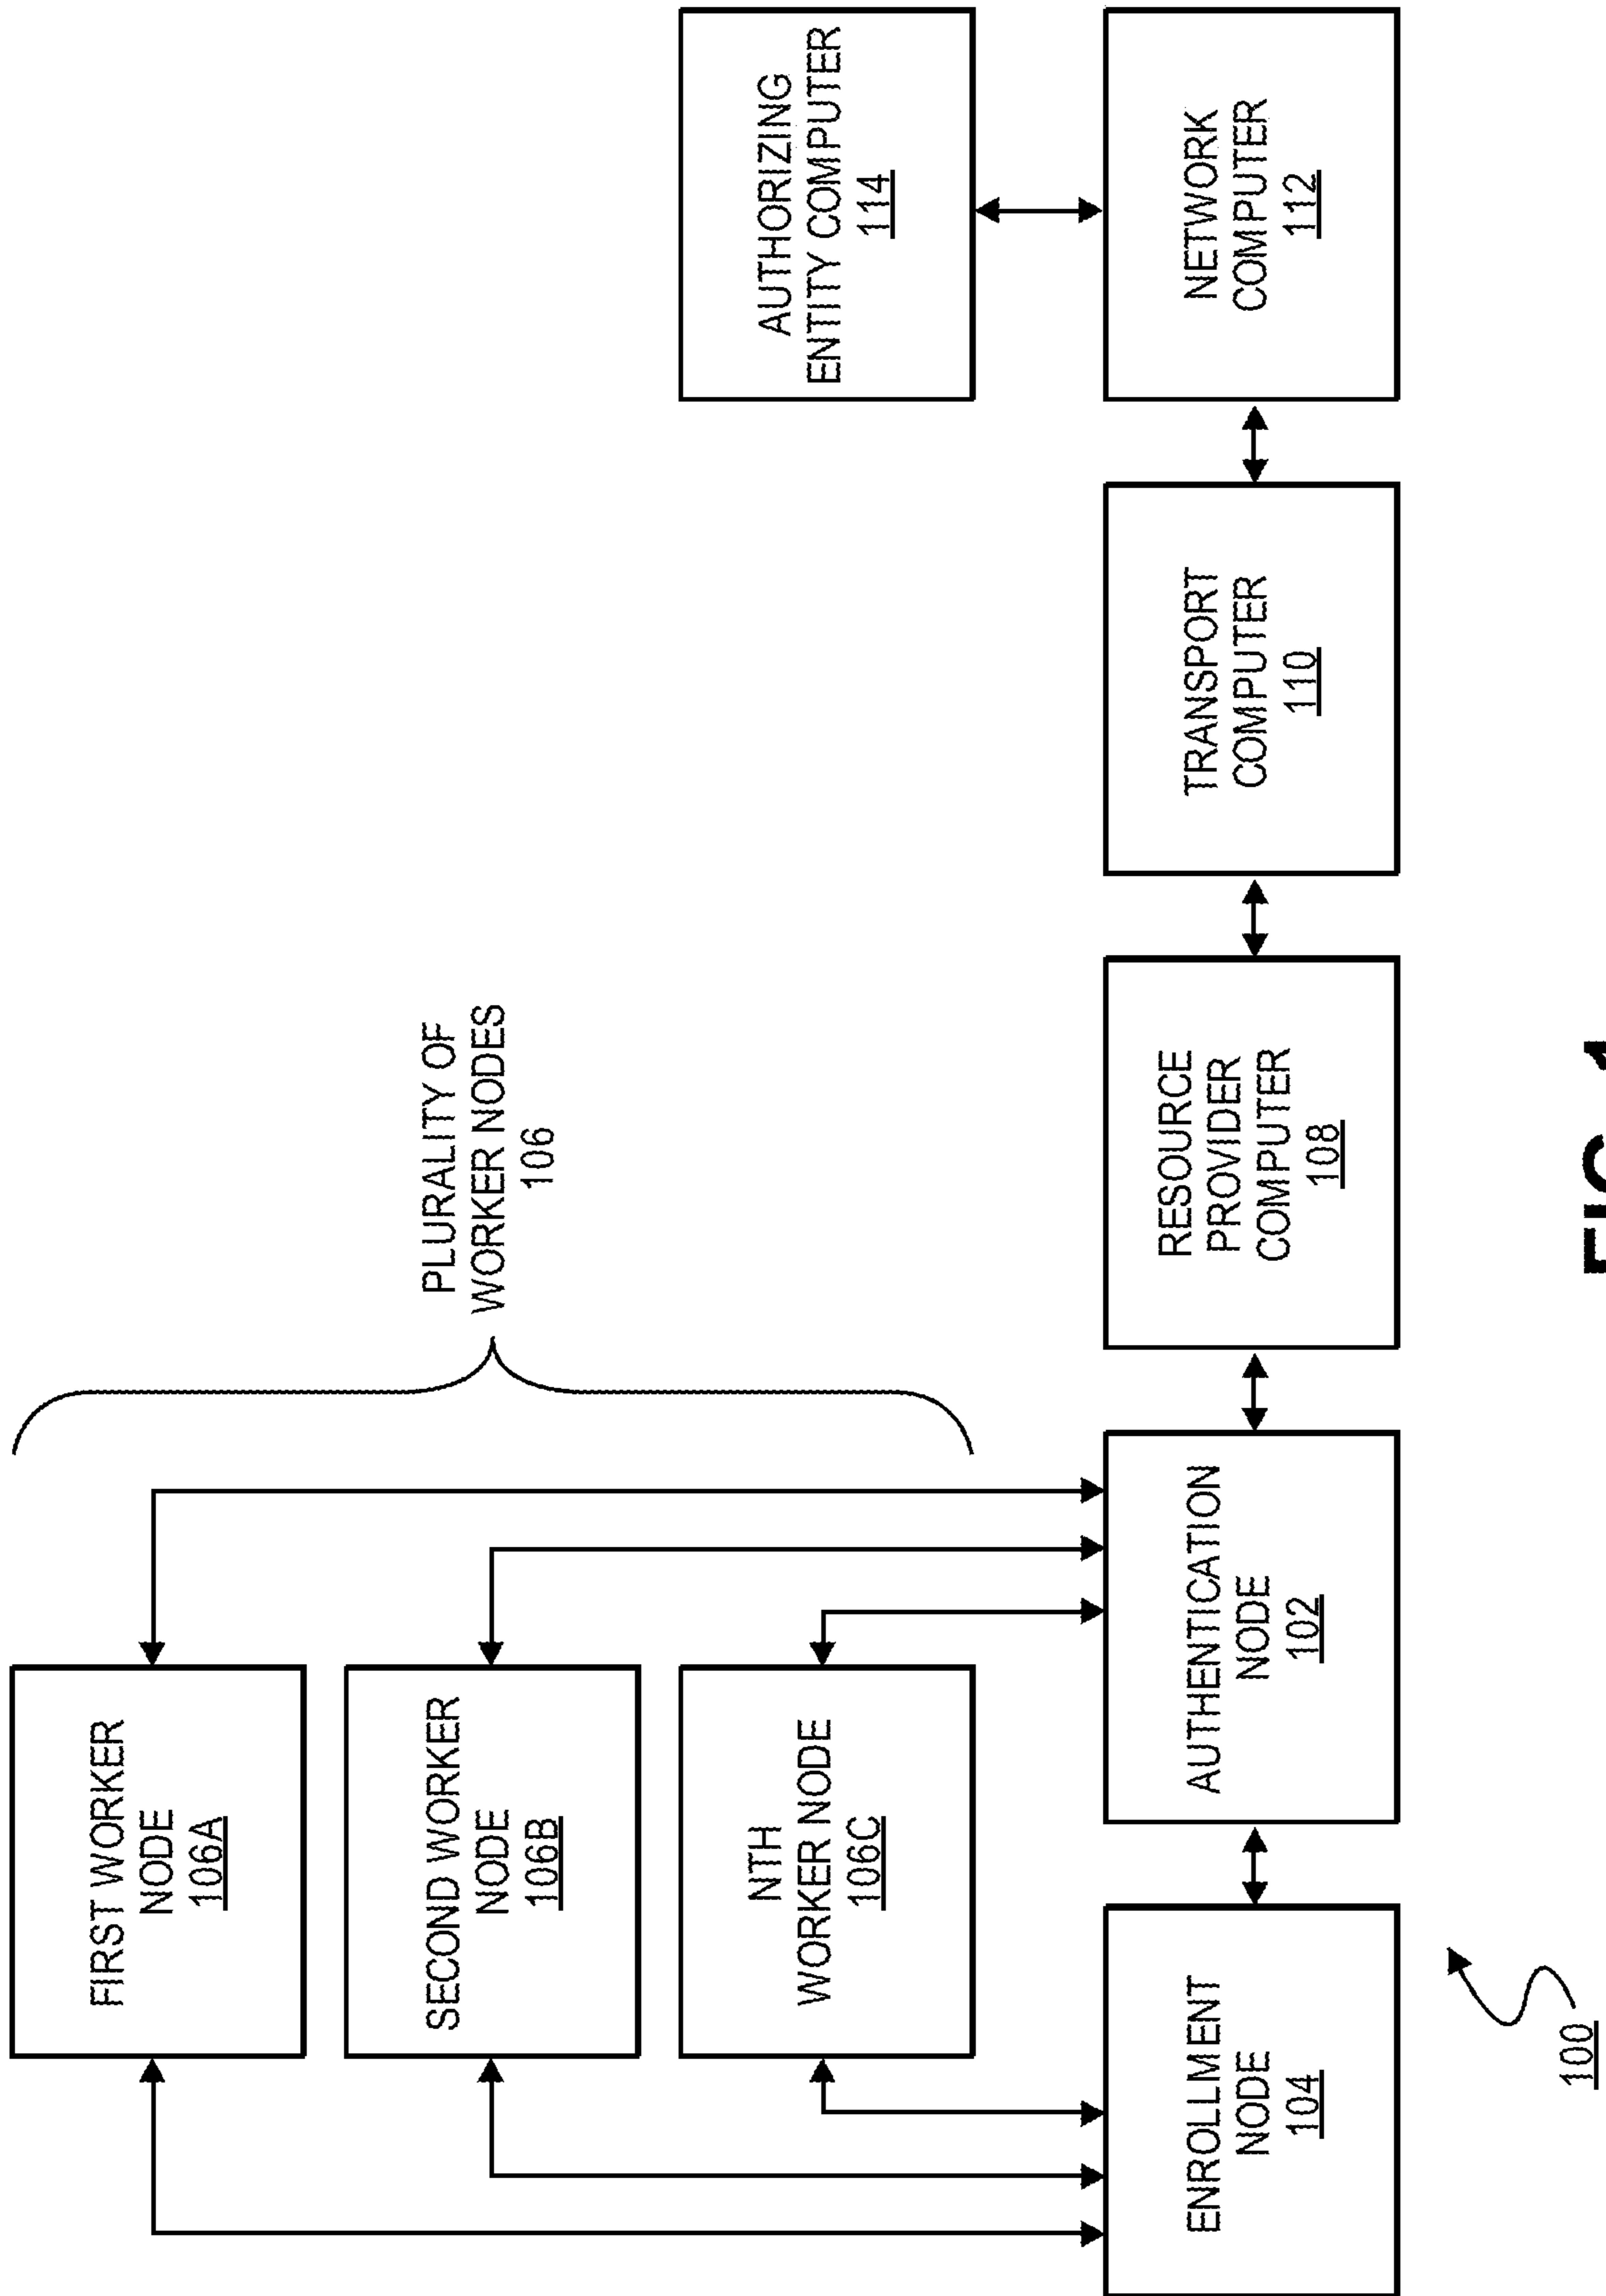 FIRST WORKER
NODE
106A
SECOND WORKER
NODE
106B
NTH
WORKER NODE
106C
PLURALITY OF
WORKER NODES
106
AUTHORIZING
ENTITY COMPUTER
114
ENROLLMENT
NODE
104
AUTHENTICATION
NODE
102
RESOURCE
PROVIDER
COMPUTER
108
TRANSPORT
COMPUTER
110
NETWORK
COMPUTER
112
100